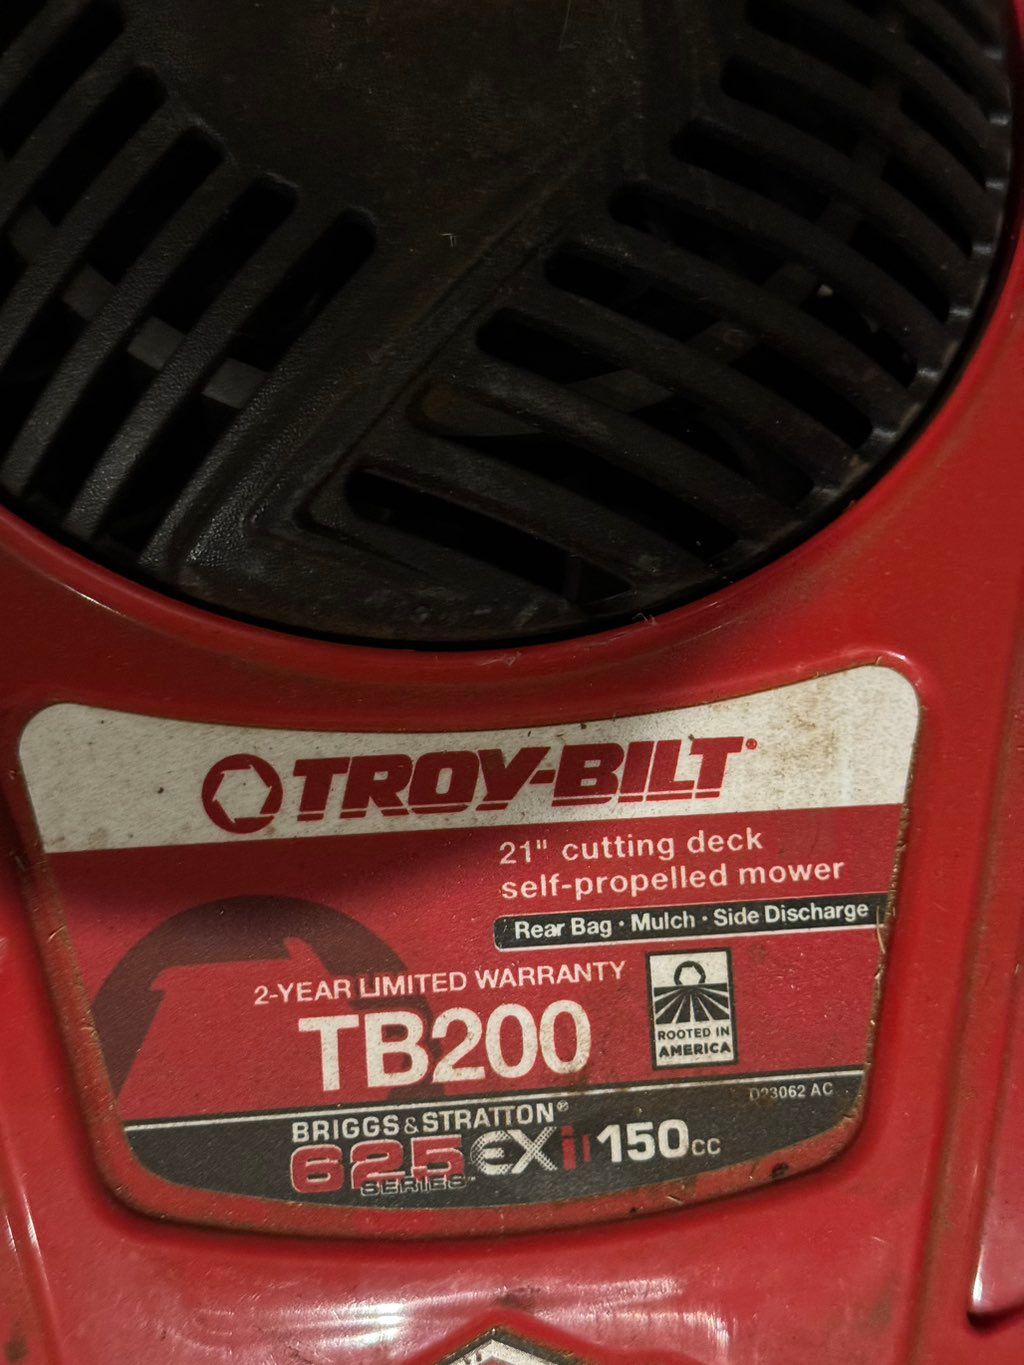 TROY-BILT®
21" cutting deck
self-propelled mower
Rear Bag · Mulch · Side Discharge
2-YEAR LIMITED WARRANTY
TB200
ROOTED IN
AMERICA
D23062 AC
BRIGGS & STRATTON®
625 EXi 150cc
SERIES™